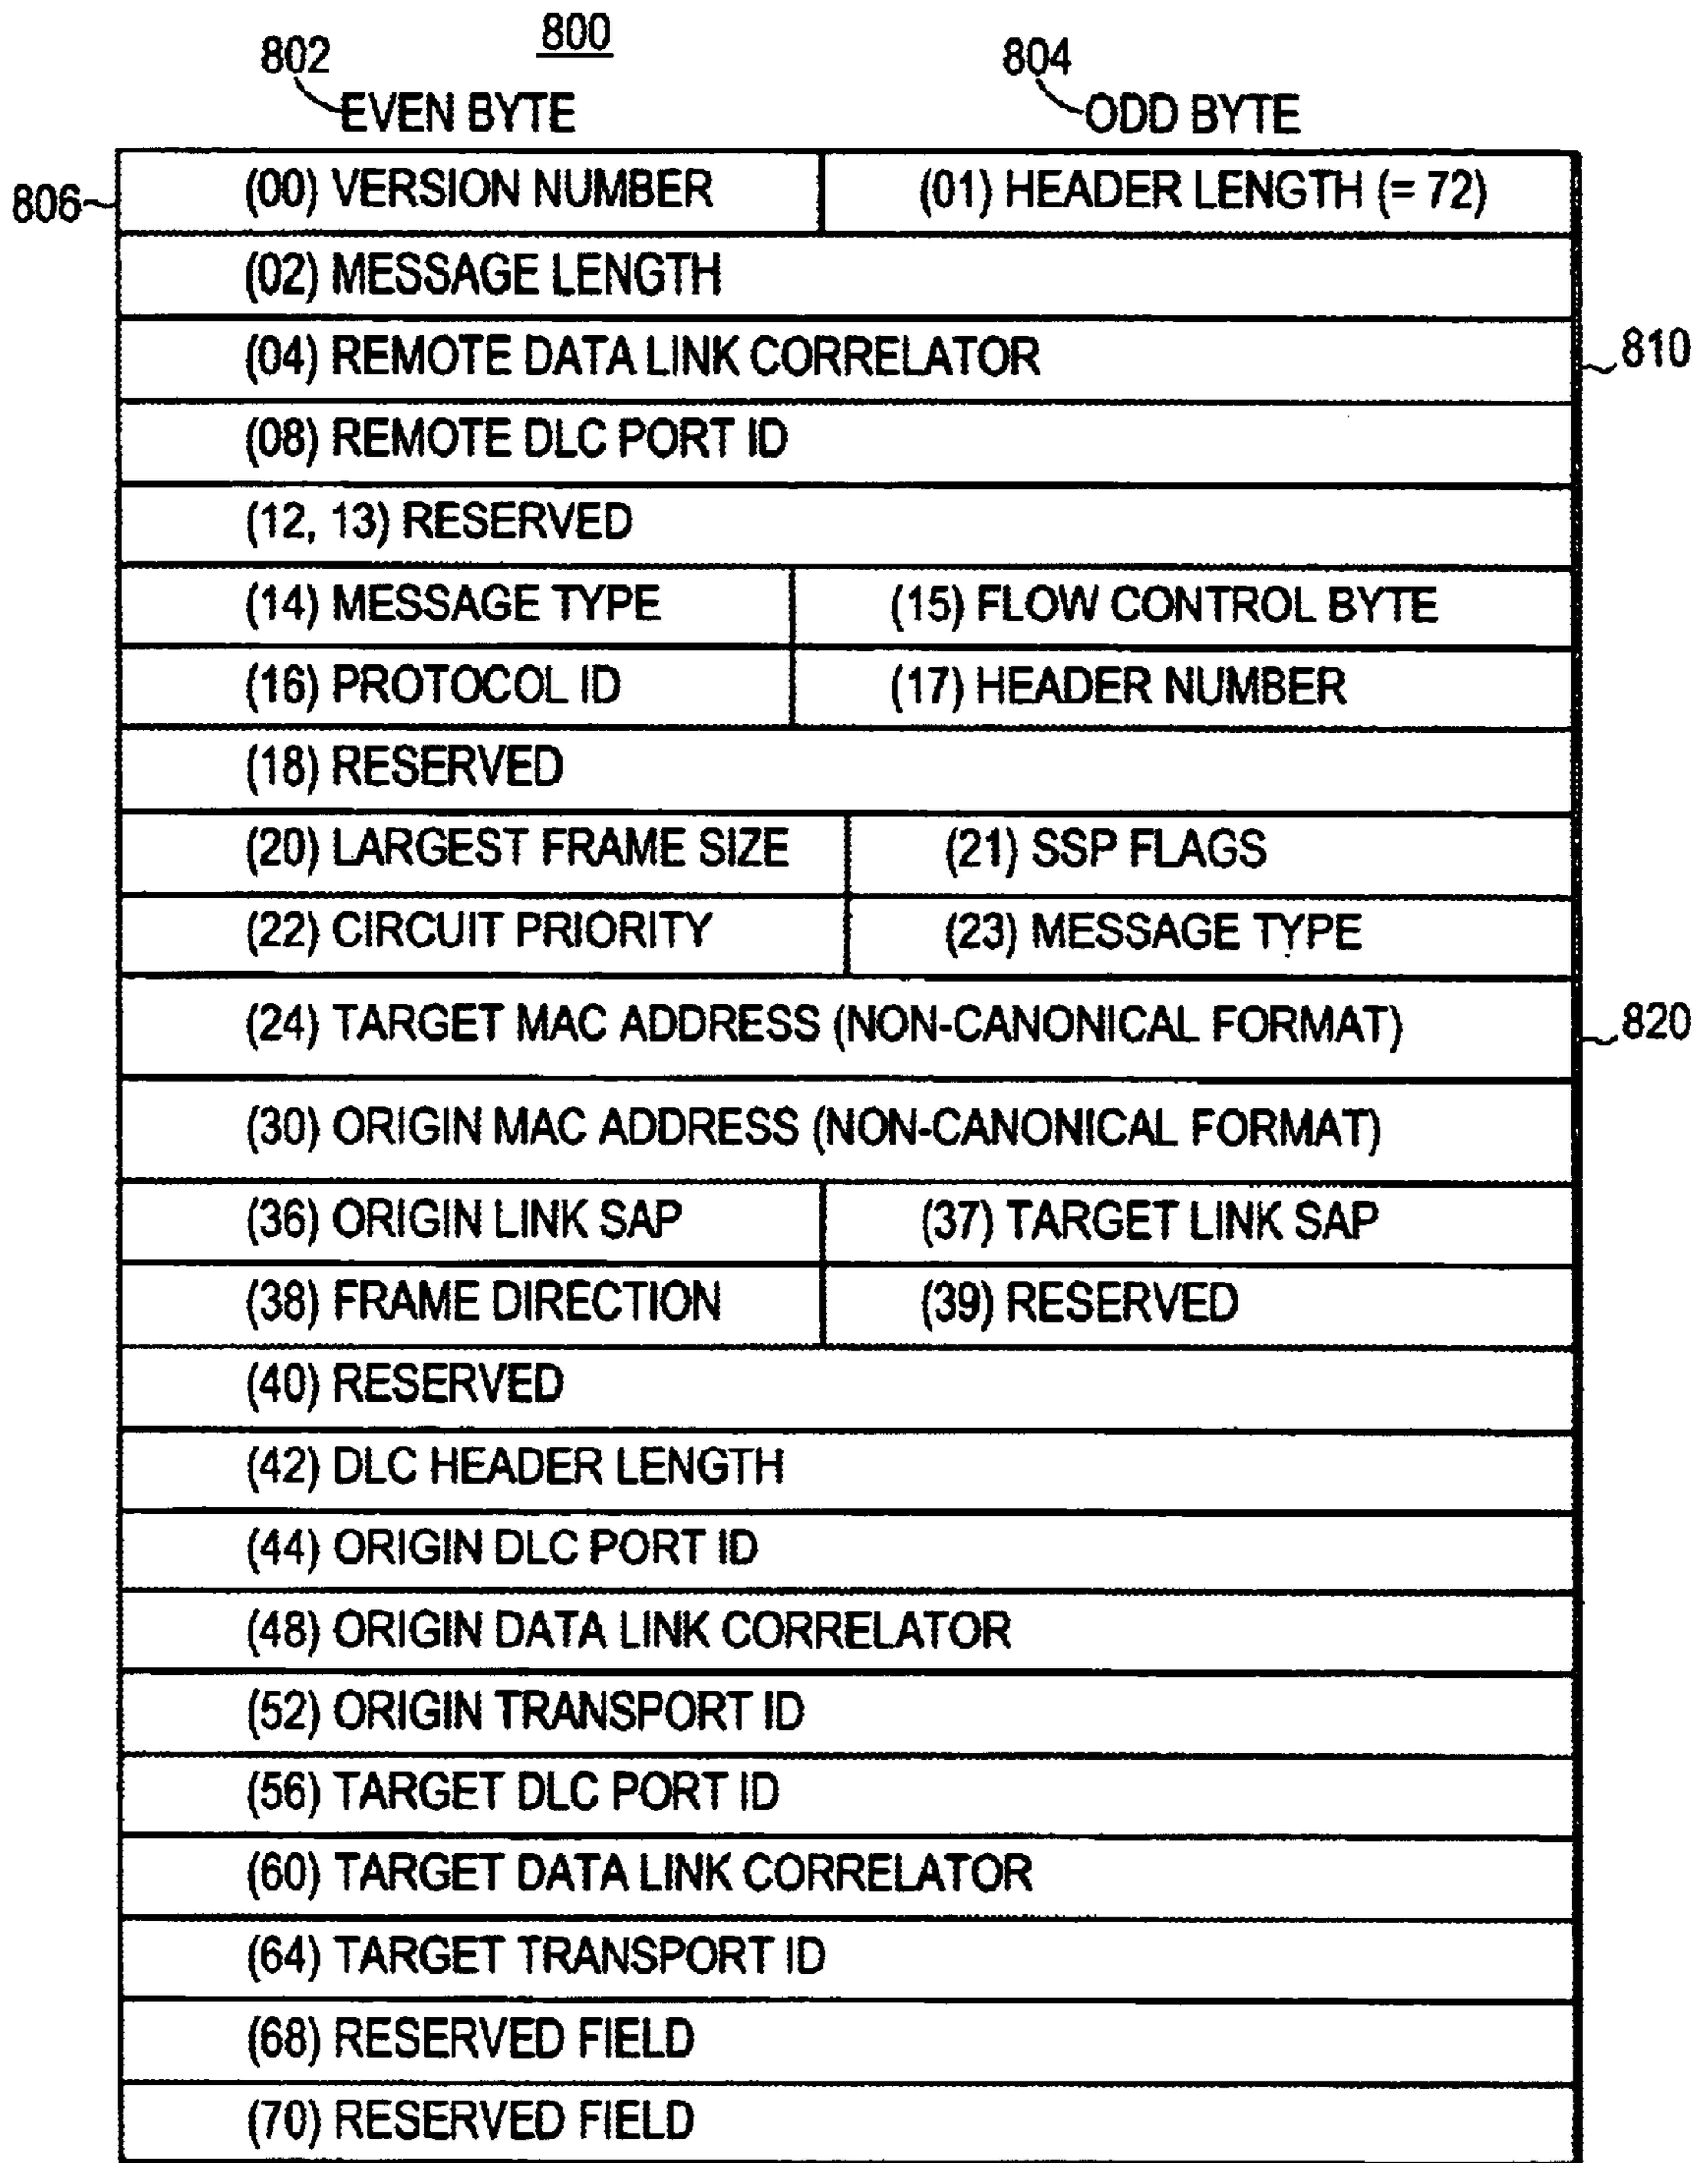 800
802 804
EVEN BYTE ODD BYTE
806 (00) VERSION NUMBER (01) HEADER LENGTH (= 72)
(02) MESSAGE LENGTH
(04) REMOTE DATA LINK CORRELATOR 810
(08) REMOTE DLC PORT ID
(12, 13) RESERVED
(14) MESSAGE TYPE (15) FLOW CONTROL BYTE
(16) PROTOCOL ID (17) HEADER NUMBER
(18) RESERVED
(20) LARGEST FRAME SIZE (21) SSP FLAGS
(22) CIRCUIT PRIORITY (23) MESSAGE TYPE
(24) TARGET MAC ADDRESS (NON-CANONICAL FORMAT) 820
(30) ORIGIN MAC ADDRESS (NON-CANONICAL FORMAT)
(36) ORIGIN LINK SAP (37) TARGET LINK SAP
(38) FRAME DIRECTION (39) RESERVED
(40) RESERVED
(42) DLC HEADER LENGTH
(44) ORIGIN DLC PORT ID
(48) ORIGIN DATA LINK CORRELATOR
(52) ORIGIN TRANSPORT ID
(56) TARGET DLC PORT ID
(60) TARGET DATA LINK CORRELATOR
(64) TARGET TRANSPORT ID
(68) RESERVED FIELD
(70) RESERVED FIELD